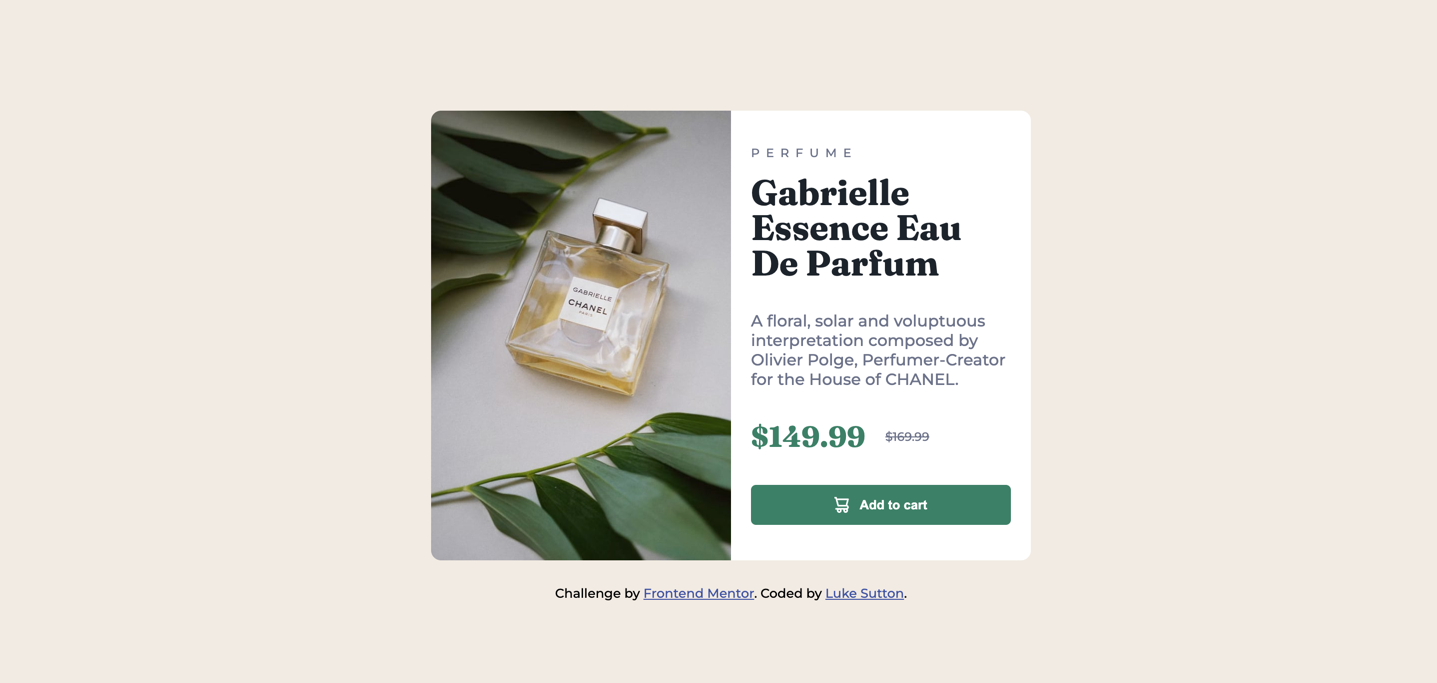 PERFUME
Gabrielle
Essence Eau
De Parfum
GABRIELLE
CHANEL
PARIS
A floral, solar and voluptuous
interpretation composed by
Olivier Polge, Perfumer-Creator
for the House of CHANEL.
$149.99 $169.99
Add to cart
Challenge by Frontend Mentor. Coded by Luke Sutton.